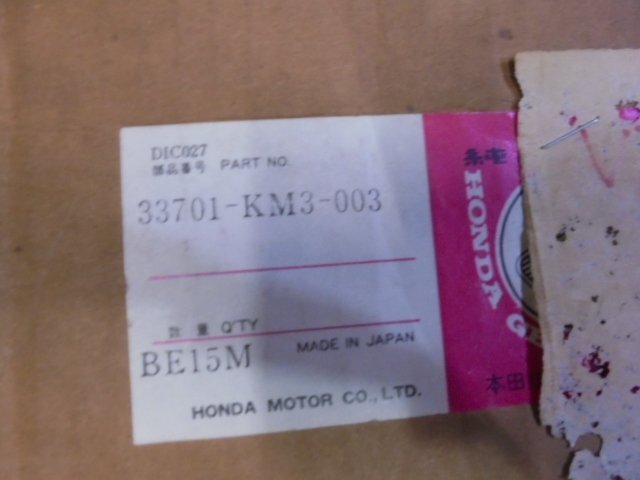 DIC027
部品番号 PART NO.
33701-KM3-003
数量 Q'TY
BE15M MADE IN JAPAN
HONDA MOTOR CO., LTD.
HONDA
本田